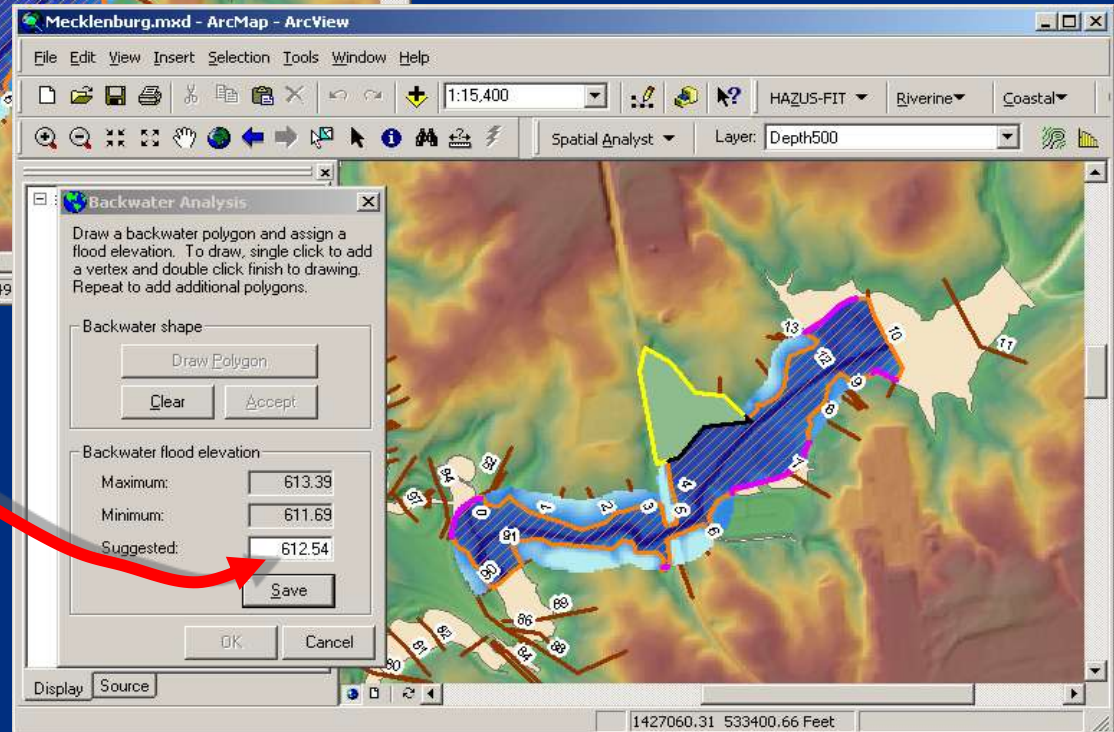 Mecklenburg.mxd - ArcMap - ArcView
File Edit View Insert Selection Tools Window Help
1:15,400 HAZUS-FIT Riverine Coastal
Spatial Analyst Layer: Depth500
Backwater Analysis
Draw a backwater polygon and assign a
flood elevation. To draw, single click to add
a vertex and double click finish to drawing.
Repeat to add additional polygons.
Backwater shape
Draw Polygon
Clear Accept
Backwater flood elevation
Maximum: 613.39
Minimum: 611.69
Suggested: 612.54
Save
OK Cancel
Display Source
1427060.31 533400.66 Feet
13
12
10
11
9
8
7
4
5
6
3
2
1
0
91
90
94
95
97
89
86
88
84
82
81
80